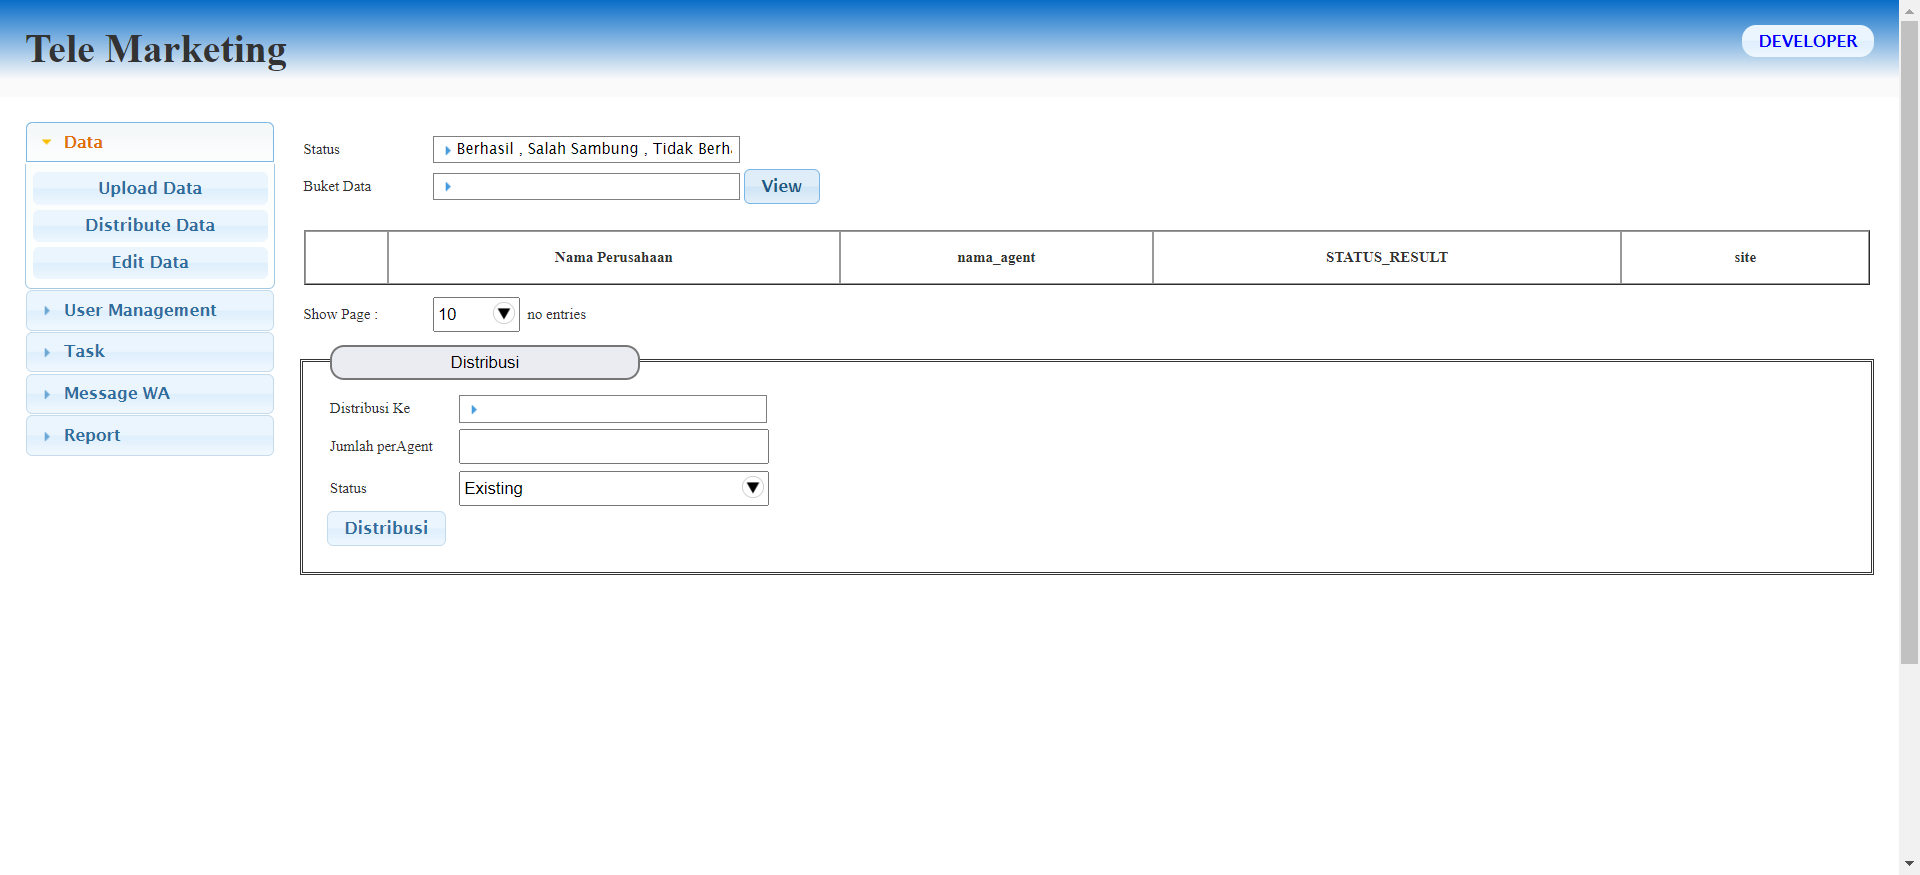 Tele Marketing
DEVELOPER
Data
Upload Data
Distribute Data
Edit Data
User Management
Task
Message WA
Report
Status
Berhasil , Salah Sambung , Tidak Berh
Buket Data
View
Nama Perusahaan nama_agent STATUS_RESULT site
Show Page : 10 no entries
Distribusi
Distribusi Ke
Jumlah perAgent
Status Existing
Distribusi